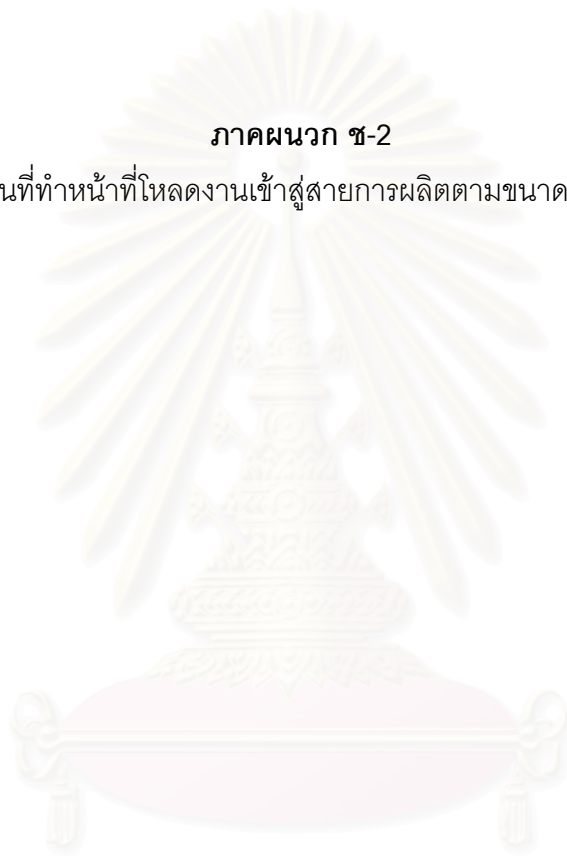 ภาคผนวก ช-2
นที่ทำหน้าที่โหลดงานเข้าสู่สายการผลิตตามขนาด